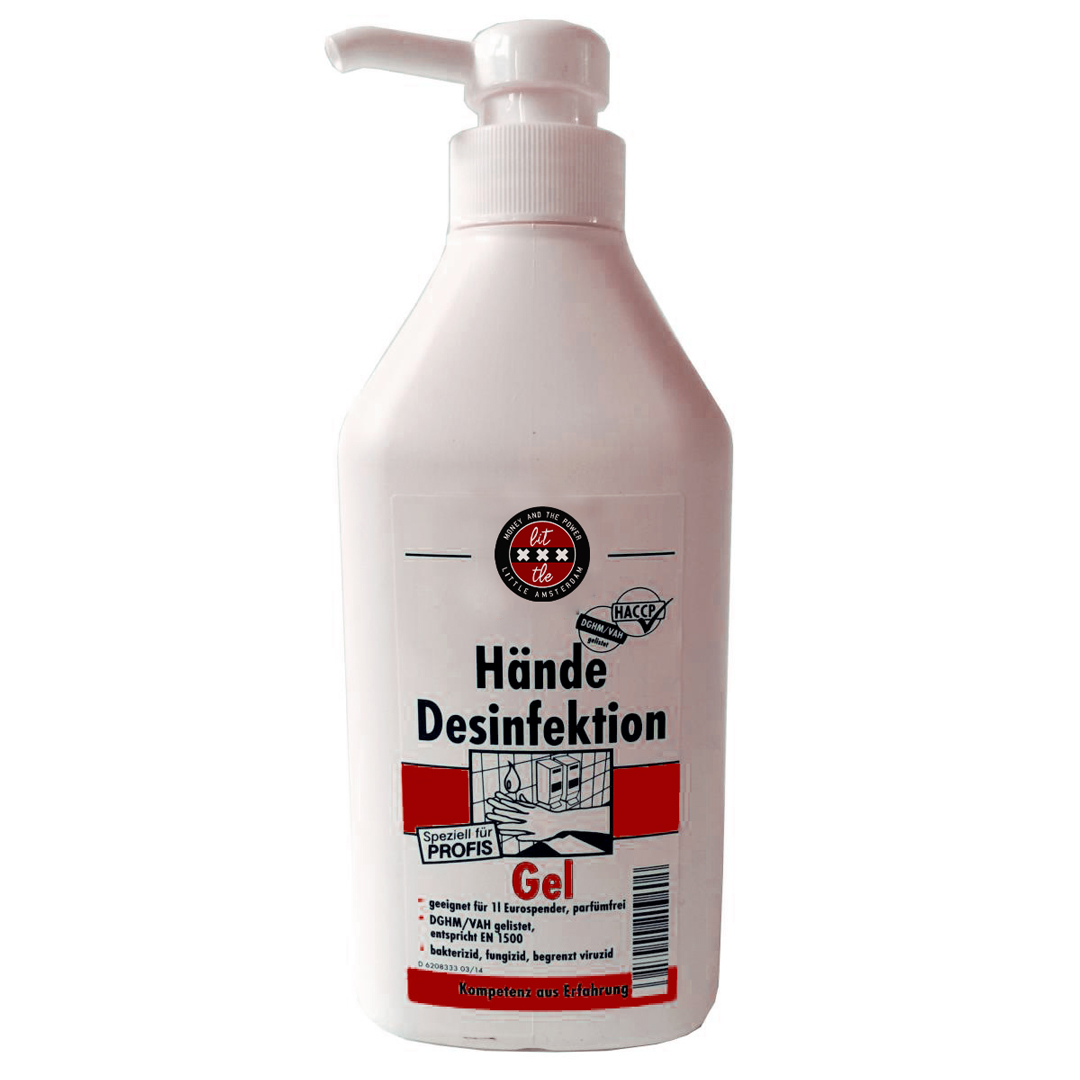 MONEY AND THE POWER
lit
XXX
tle
LITTLE AMSTERDAM
HACCP
DGHM/VAH
gelistet
Hände
Desinfektion
Speziell für
PROFIS
Gel
geeignet für 1l Eurospender, parfümfrei
DGHM/VAH gelistet,
entspricht EN 1500
bakterizid, fungizid, begrenzt viruzid
D 6208333 03/14
Kompetenz aus Erfahrung